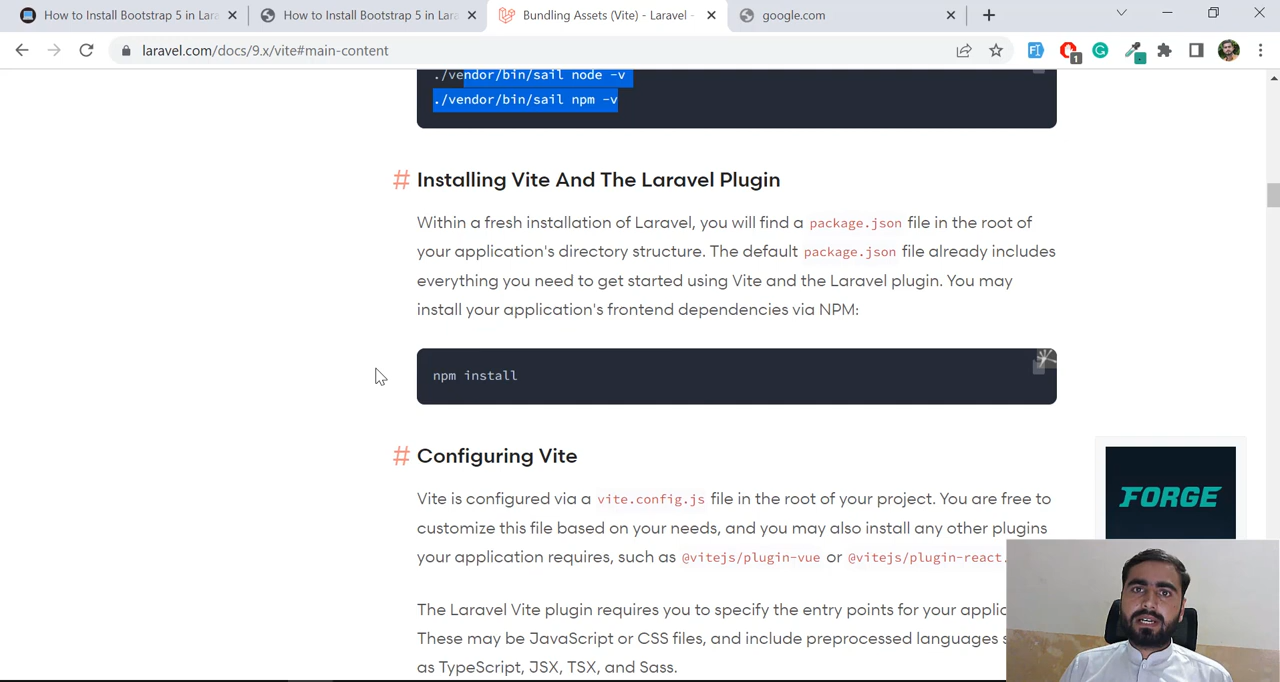 How to Install Bootstrap 5 in Lara
How to Install Bootstrap 5 in Lara
Bundling Assets (Vite) - Laravel -
google.com
laravel.com/docs/9.x/vite#main-content
1
./vendor/bin/sail node -v
./vendor/bin/sail npm -v
# Installing Vite And The Laravel Plugin
Within a fresh installation of Laravel, you will find a package.json file in the root of
your application's directory structure. The default package.json file already includes
everything you need to get started using Vite and the Laravel plugin. You may
install your application's frontend dependencies via NPM:
npm install
# Configuring Vite
Vite is configured via a vite.config.js file in the root of your project. You are free to
customize this file based on your needs, and you may also install any other plugins
your application requires, such as @vitejs/plugin-vue or @vitejs/plugin-react.
The Laravel Vite plugin requires you to specify the entry points for your applic
These may be JavaScript or CSS files, and include preprocessed languages s
as TypeScript, JSX, TSX, and Sass.
FORGE